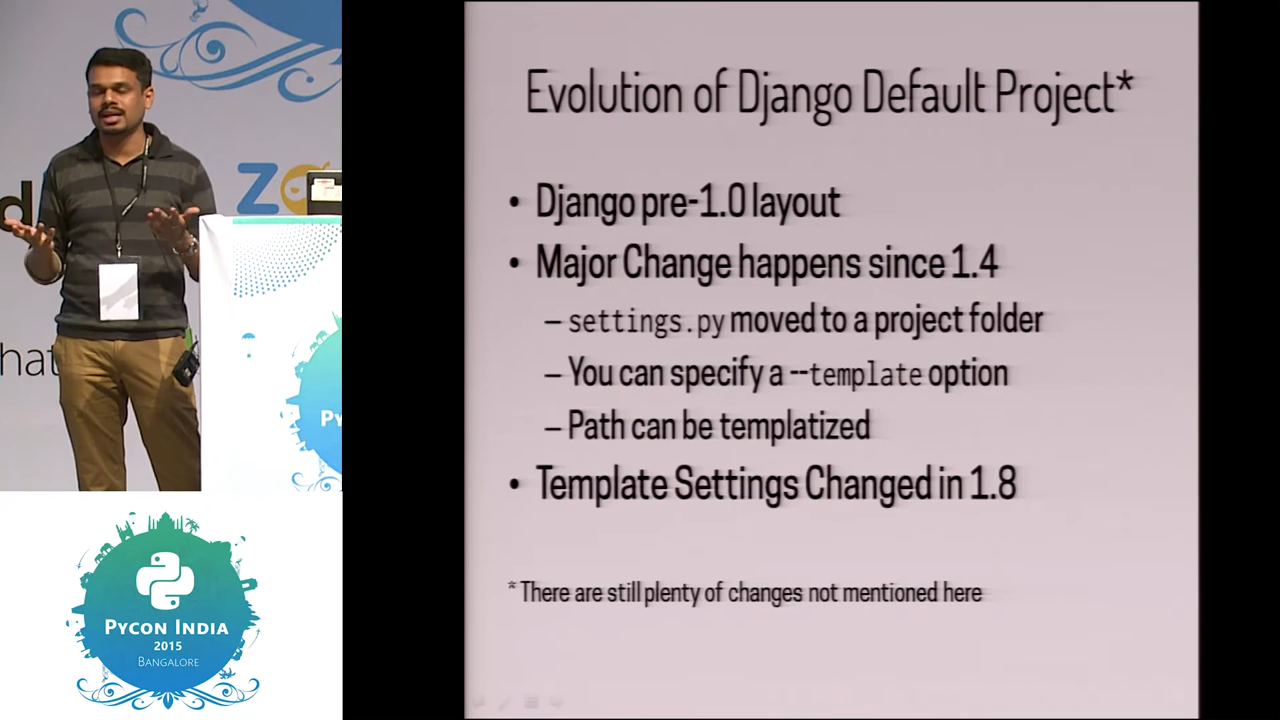 Evolution of Django Default Project*
• Django pre-1.0 layout
• Major Change happens since 1.4
– settings.py moved to a project folder
– You can specify a --template option
– Path can be templatized
• Template Settings Changed in 1.8
* There are still plenty of changes not mentioned here
PYCON INDIA
2015
BANGALORE